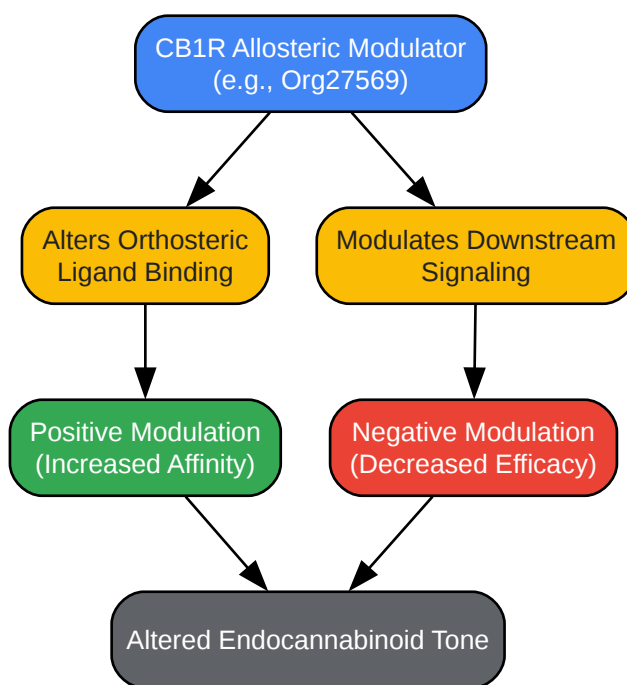 CB1R Allosteric Modulator
(e.g., Org27569)
Alters Orthosteric
Ligand Binding
Modulates Downstream
Signaling
Positive Modulation
(Increased Affinity)
Negative Modulation
(Decreased Efficacy)
Altered Endocannabinoid Tone